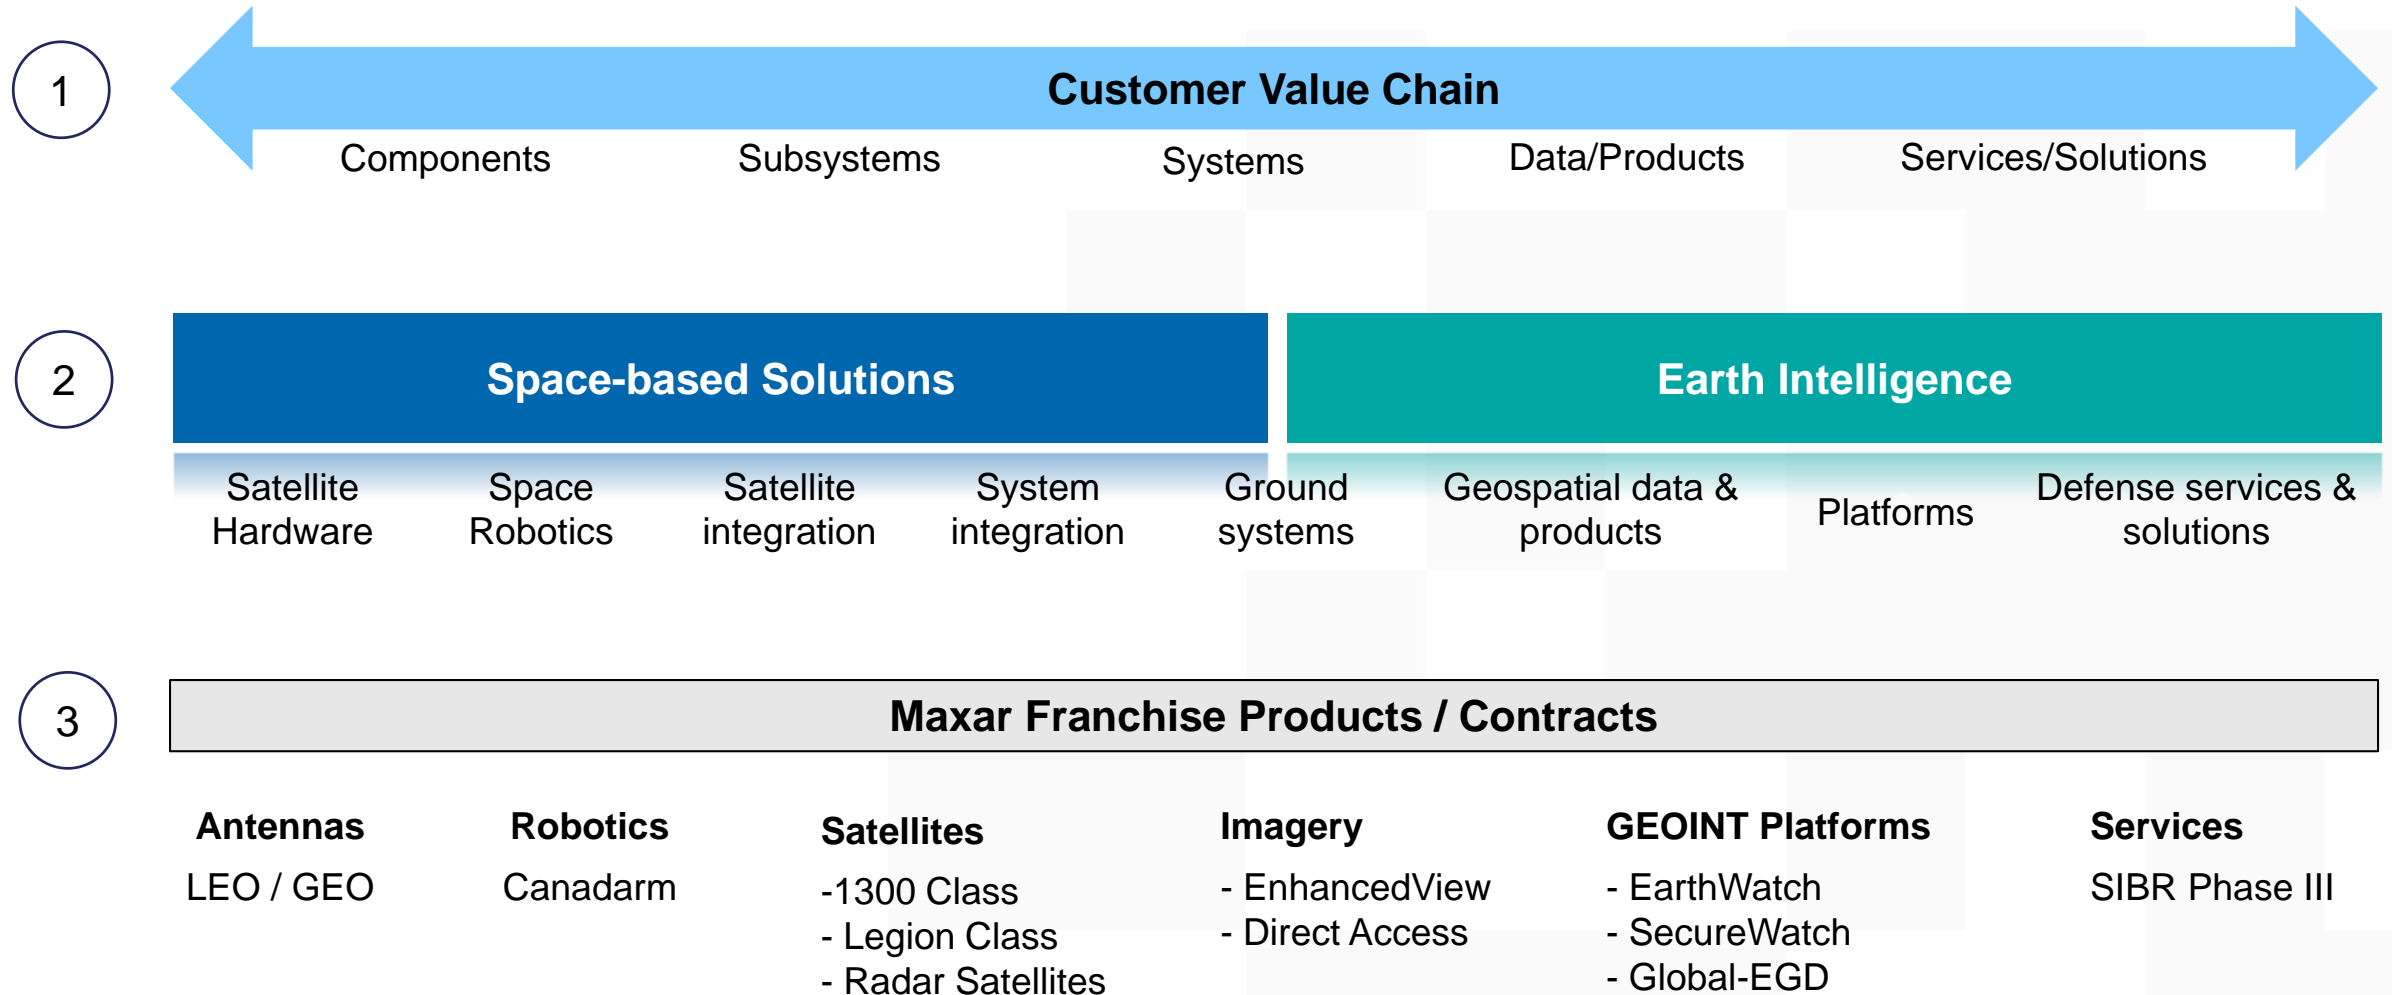 1
Customer Value Chain
Components
Subsystems
Systems
Data/Products
Services/Solutions
2
Space-based Solutions
Earth Intelligence
Satellite
Hardware
Space
Robotics
Satellite
integration
System
integration
Ground
systems
Geospatial data &
products
Platforms
Defense services &
solutions
3
Maxar Franchise Products / Contracts
Antennas
LEO / GEO
Robotics
Canadarm
Satellites
-1300 Class
- Legion Class
- Radar Satellites
Imagery
- EnhancedView
- Direct Access
GEOINT Platforms
- EarthWatch
- SecureWatch
- Global-EGD
Services
SIBR Phase III